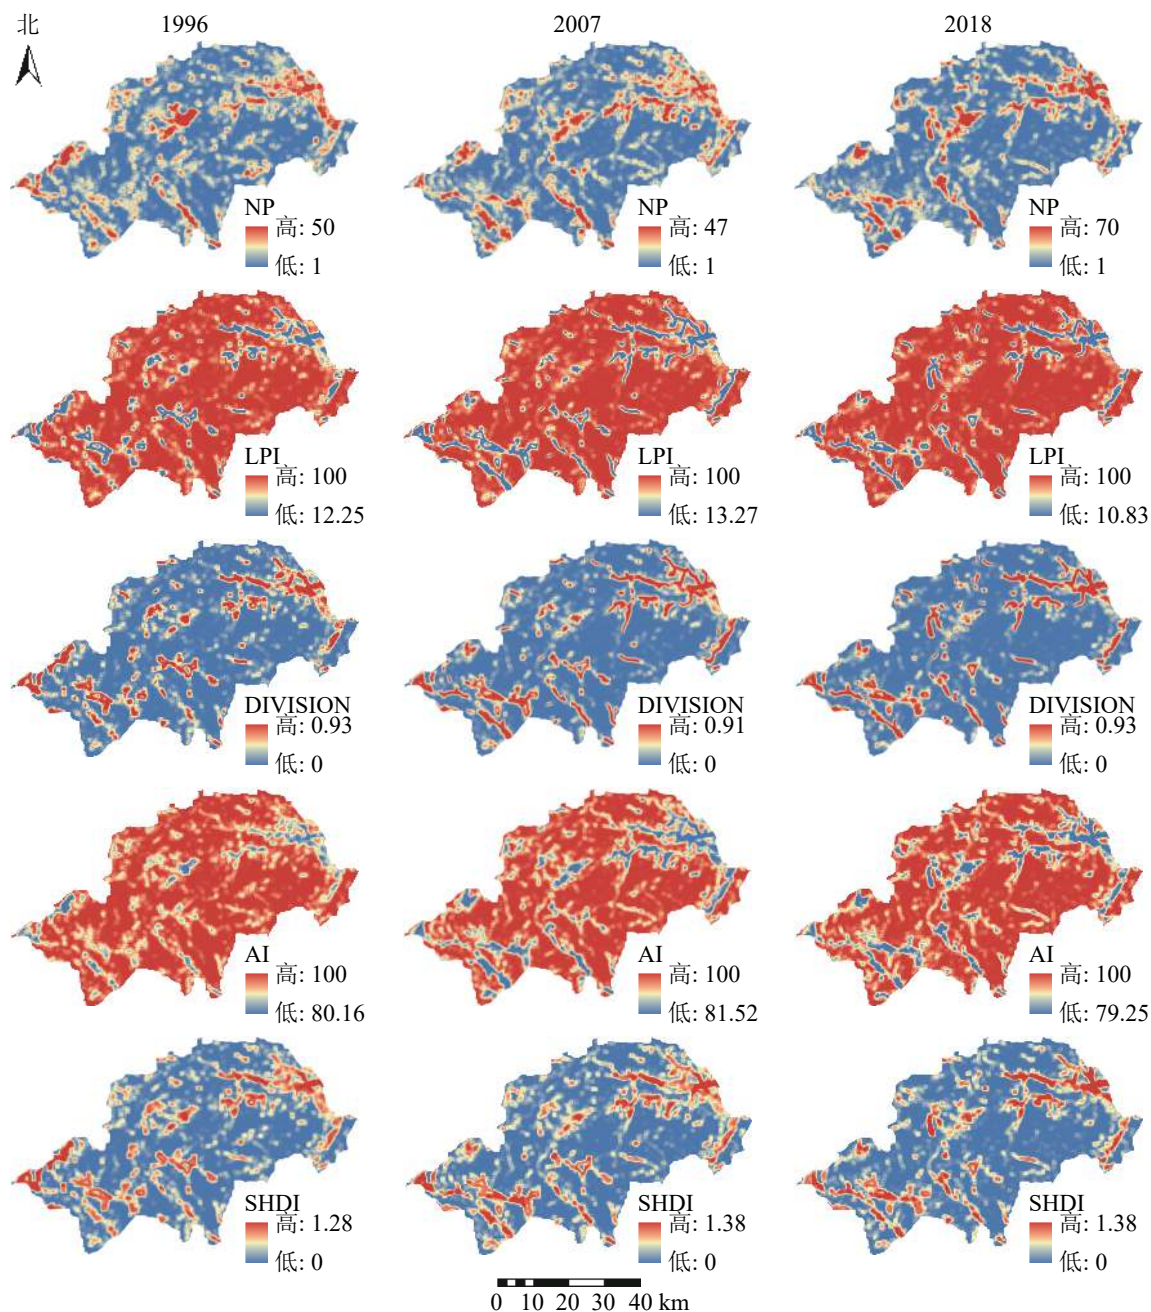 北
1996 2007 2018
NP
高: 50
低: 1
NP
高: 47
低: 1
NP
高: 70
低: 1
LPI
高: 100
低: 12.25
LPI
高: 100
低: 13.27
LPI
高: 100
低: 10.83
DIVISION
高: 0.93
低: 0
DIVISION
高: 0.91
低: 0
DIVISION
高: 0.93
低: 0
AI
高: 100
低: 80.16
AI
高: 100
低: 81.52
AI
高: 100
低: 79.25
SHDI
高: 1.28
低: 0
SHDI
高: 1.38
低: 0
SHDI
高: 1.38
低: 0
0 10 20 30 40 km